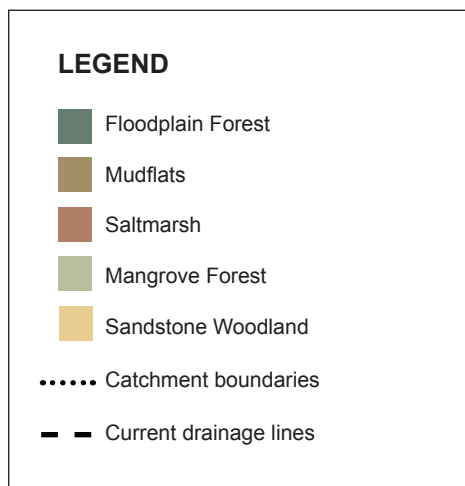 LEGEND
Floodplain Forest
Mudflats
Saltmarsh
Mangrove Forest
Sandstone Woodland
Catchment boundaries
Current drainage lines